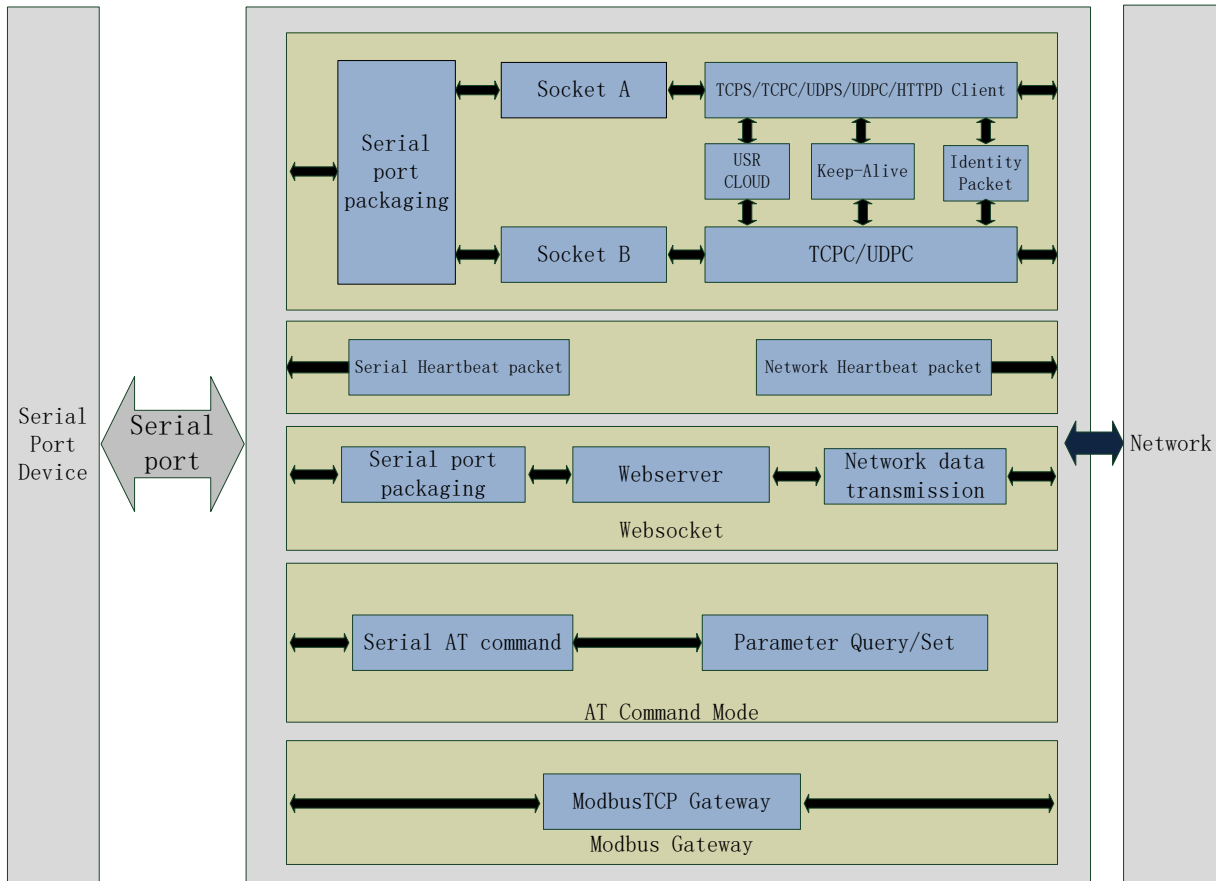 Serial
Port
Device
Serial
port
Serial
port
packaging
Socket A
TCPS/TCPC/UDPS/UDPC/HTTPD Client
USR
CLOUD
Keep-Alive
Identity
Packet
Socket B
TCPC/UDPC
Serial Heartbeat packet
Network Heartbeat packet
Serial port
packaging
Webserver
Network data
transmission
Websocket
Serial AT command
Parameter Query/Set
AT Command Mode
ModbusTCP Gateway
Modbus Gateway
Network